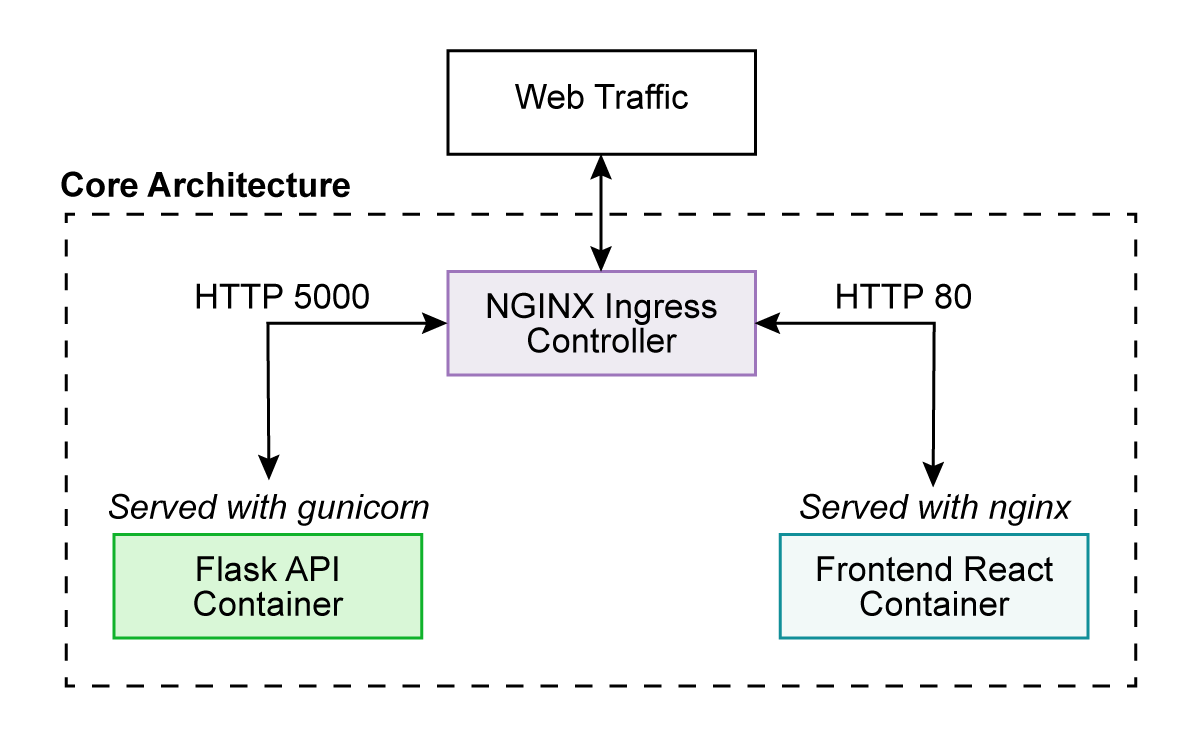 Web Traffic
Core Architecture
HTTP 5000
NGINX Ingress
Controller
HTTP 80
Served with gunicorn
Flask API
Container
Served with nginx
Frontend React
Container